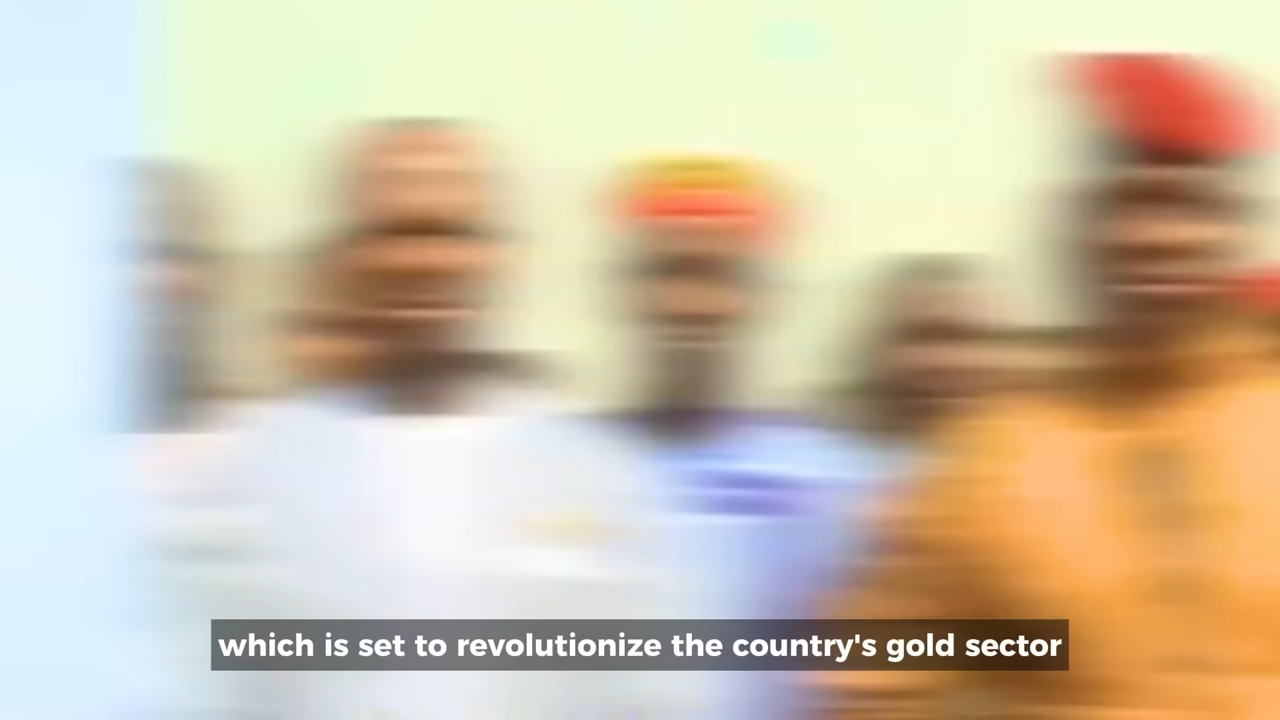 which is set to revolutionize the country's gold sector